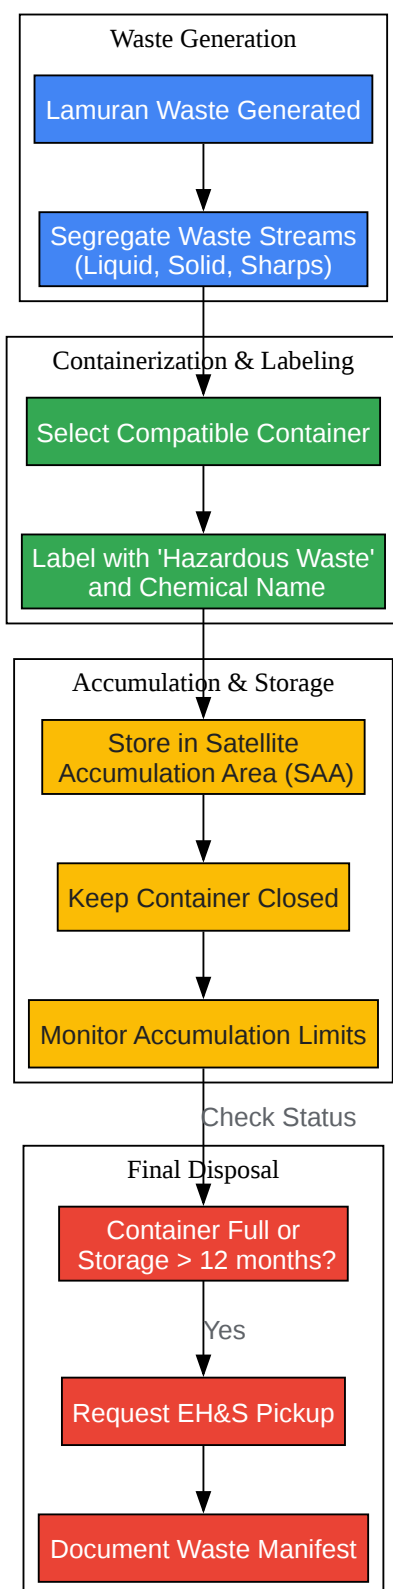 Waste Generation
Lamuran Waste Generated
Segregate Waste Streams
(Liquid, Solid, Sharps)
Containerization & Labeling
Select Compatible Container
Label with 'Hazardous Waste'
and Chemical Name
Accumulation & Storage
Store in Satellite
Accumulation Area (SAA)
Keep Container Closed
Monitor Accumulation Limits
Check Status
Final Disposal
Container Full or
Storage > 12 months?
Yes
Request EH&S Pickup
Document Waste Manifest